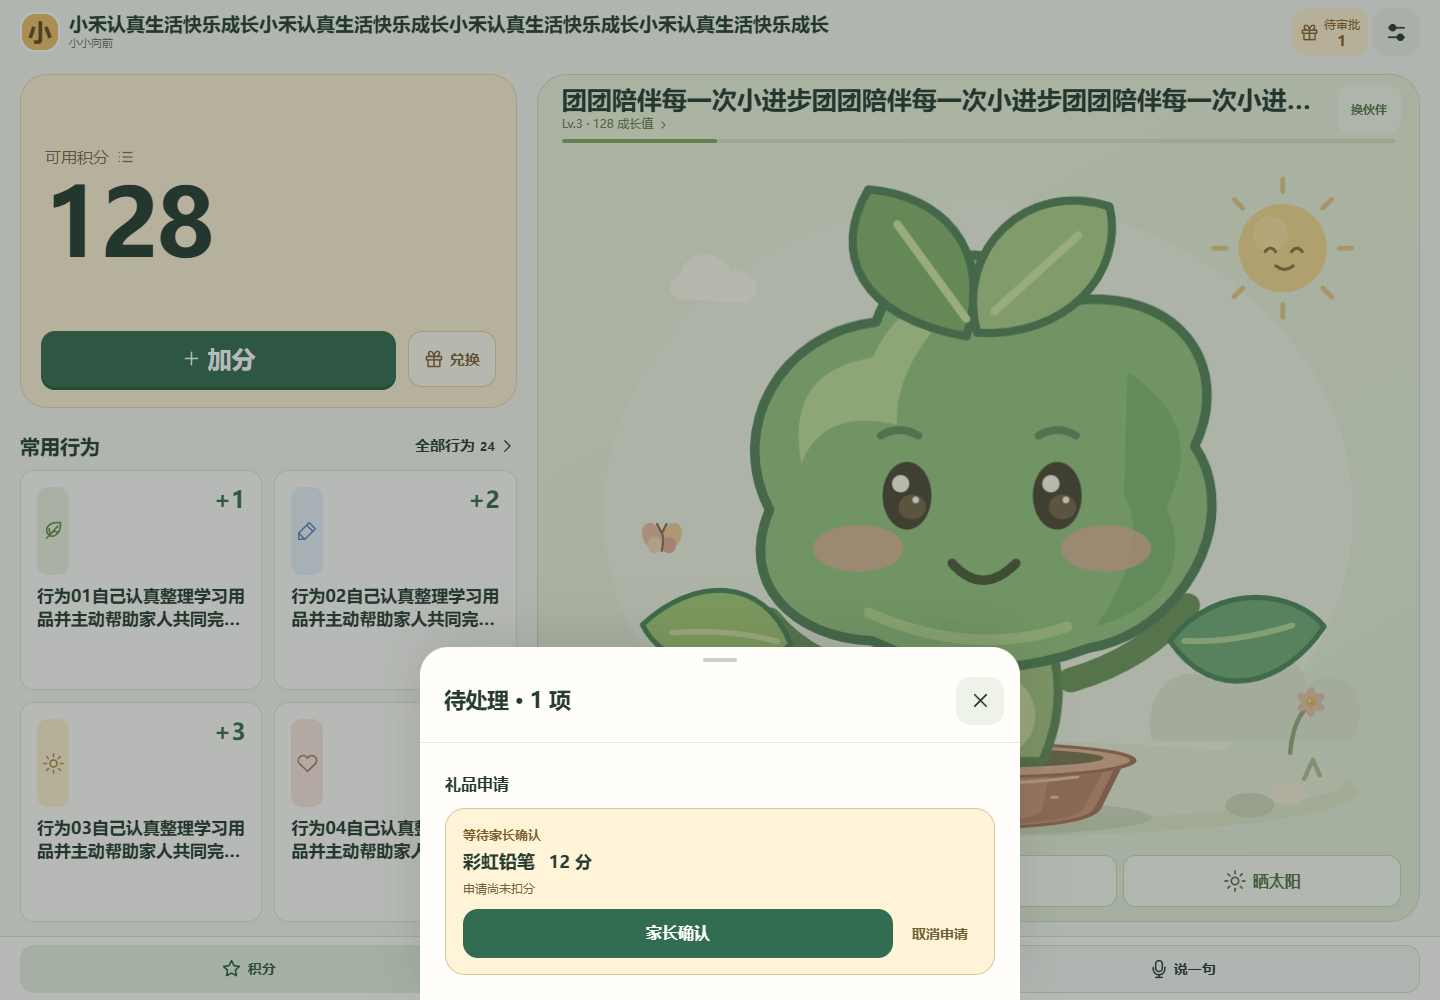 小
小禾认真生活快乐成长小禾认真生活快乐成长小禾认真生活快乐成长小禾认真生活快乐成长
小小向前
待审批
1
可用积分
128
+ 加分
兑换
团团陪伴每一次小进步团团陪伴每一次小进步团团陪伴每一次小进...
换伙伴
Lv.3 · 128 成长值 >
常用行为
全部行为 24 >
+1
行为01自己认真整理学习用
品并主动帮助家人共同完...
+2
行为02自己认真整理学习用
品并主动帮助家人共同完...
+3
行为03自己认真整理学习用
品并主动帮助家人共同完...
行为04自己认真
品并主动帮助家人
晒太阳
待处理 • 1 项
礼品申请
等待家长确认
彩虹铅笔 12 分
申请尚未扣分
家长确认
取消申请
积分
说一句